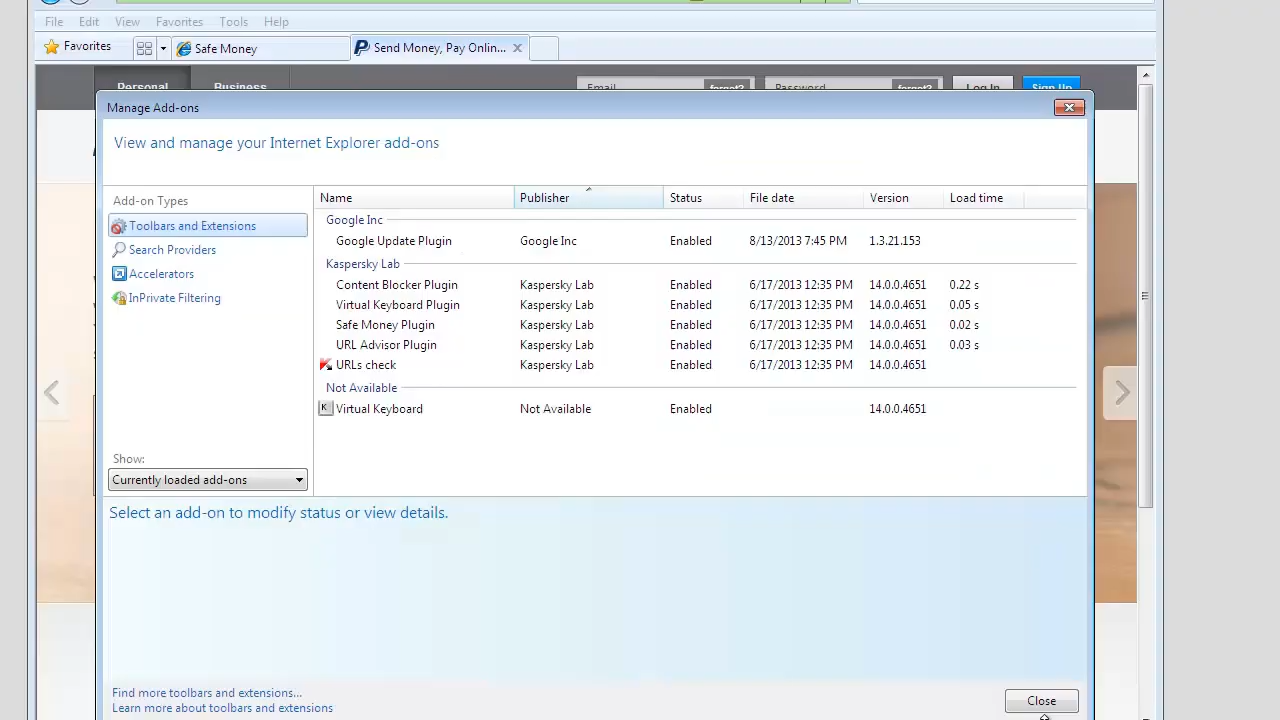 File Edit View Favorites Tools Help
Favorites Safe Money Send Money, Pay Onlin...
Personal Business Email forgot? Password forgot? Log In Sign Up
Manage Add-ons
View and manage your Internet Explorer add-ons
Add-on Types Name Publisher Status File date Version Load time
Google Inc
Toolbars and Extensions
Google Update Plugin Google Inc Enabled 8/13/2013 7:45 PM 1.3.21.153
Search Providers
Kaspersky Lab
Accelerators
Content Blocker Plugin Kaspersky Lab Enabled 6/17/2013 12:35 PM 14.0.0.4651 0.22 s
InPrivate Filtering
Virtual Keyboard Plugin Kaspersky Lab Enabled 6/17/2013 12:35 PM 14.0.0.4651 0.05 s
Safe Money Plugin Kaspersky Lab Enabled 6/17/2013 12:35 PM 14.0.0.4651 0.02 s
URL Advisor Plugin Kaspersky Lab Enabled 6/17/2013 12:35 PM 14.0.0.4651 0.03 s
URLs check Kaspersky Lab Enabled 6/17/2013 12:35 PM 14.0.0.4651
Not Available
Virtual Keyboard Not Available Enabled 14.0.0.4651
Show:
Currently loaded add-ons
Select an add-on to modify status or view details.
Find more toolbars and extensions...
Learn more about toolbars and extensions
Close